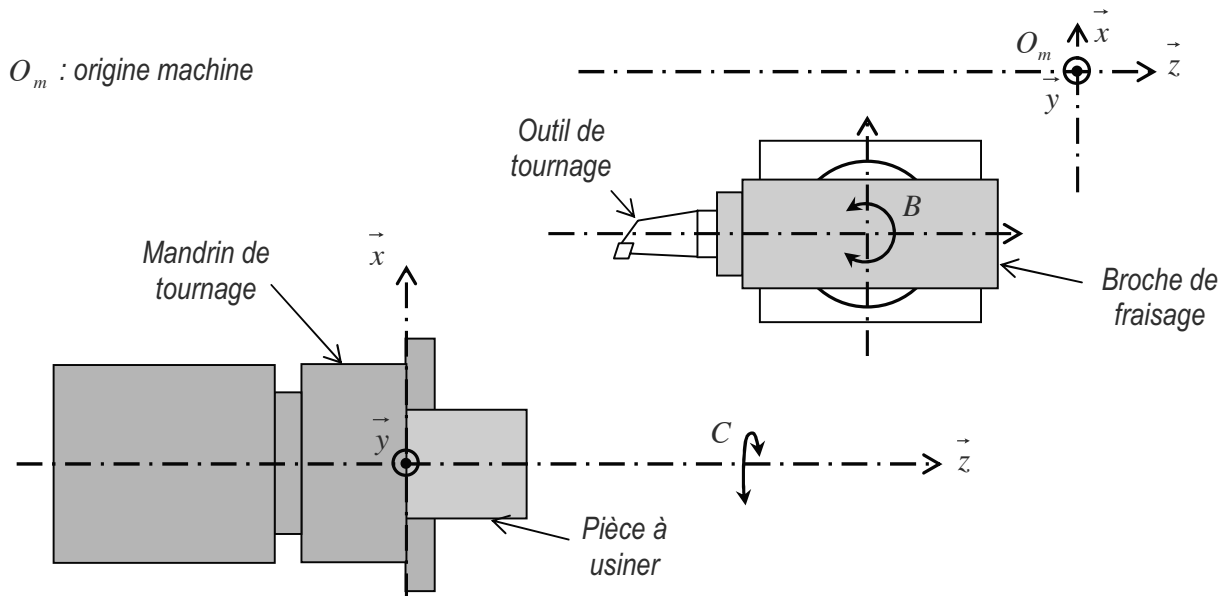 O_m : origine machine
x
O_m
z
y
Outil de
tournage
B
Broche de
fraisage
Mandrin de
tournage
x
y
C
z
Pièce à
usiner